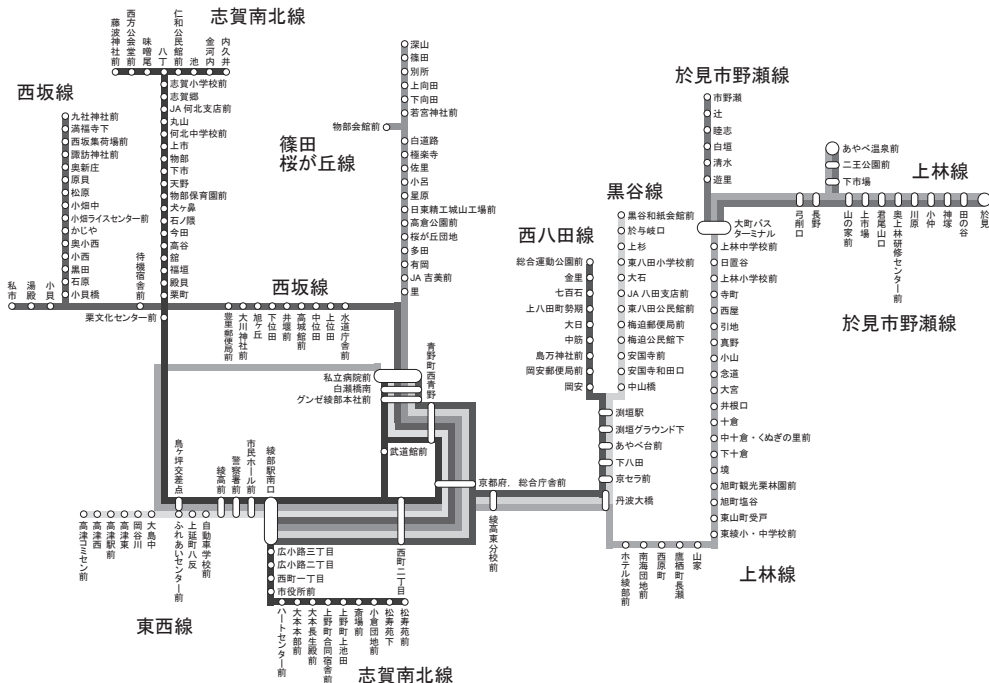 志賀南北線
藤波神社前
西方公会堂前
味噌尾
八丁
仁和公民館前
池
金河内
内久井
志賀小学校前
志賀郷
JA 何北支店前
丸山
何北中学校前
上市
物部
下市
天野
物部保育園前
犬ヶ鼻
石ノ隈
今田
高谷
館
福垣
殿貝
栗町
栗文化センター前
西坂線
九社神社前
満福寺下
西坂集荷場前
諏訪神社前
奥新庄
原貝
松原
小畑中
小畑ライスセンター前
かじや
奥小西
小西
黒田
石原
小貝橋
私市
湯殿
小貝
待機宿舎前
西坂線
豊里郵便局前
大川神社前
旭ヶ丘
下位田
井堰前
高城館前
中位田
上位田
水道庁舎前
篠田
桜が丘線
深山
篠田
別所
上向田
下向田
若宮神社前
物部会館前
白道路
極楽寺
佐里
小呂
星原
日東精工城山工場前
高倉公園前
桜が丘団地
多田
有岡
JA 吉美前
里
私立病院前
白瀬橋南
グンゼ綾部本社前
青野町西青野
武道館前
西八田線
総合運動公園前
金里
七百石
上八田町勢期
大日
中筋
島万神社前
岡安郵便局前
岡安
黒谷線
黒谷和紙会館前
於与岐口
上杉
東八田小学校前
大石
JA 八田支店前
東八田公民館前
梅迫郵便局前
梅迫公民館下
安国寺前
安国寺和田口
中山橋
渕垣駅
渕垣グラウンド下
あやべ台前
下八田
京セラ前
丹波大橋
京都府．総合庁舎前
綾高東分校前
於見市野瀬線
市野瀬
辻
睦志
白垣
清水
遊里
大町バス
ターミナル
あやべ温泉前
二王公園前
下市場
上林線
弓削口
長野
山の家前
上市場
君尾山口
奥上林研修センター前
川原
小仲
神塚
田の谷
於見
於見市野瀬線
上林中学校前
日置谷
上林小学校前
寺町
西屋
引地
真野
小山
念道
大宮
井根口
十倉
中十倉・くぬぎの里前
下十倉
境
旭町観光栗林園前
旭町塩谷
東山町受戸
東綾小・中学校前
上林線
ホテル綾部前
南海団地前
西原町
鷹栖町長瀬
山家
東西線
高津コミセン前
高津西
高津駅前
高津東
岡谷川
大島中
鳥ヶ坪交差点
ふれあいセンター前
上延町八反
自動車学校前
綾高前
警察署前
市民ホール前
綾部駅南口
西町二丁目
広小路三丁目
広小路二丁目
西町一丁目
市役所前
ハートセンター前
大本本部前
大本長生殿前
上野町合同宿舎前
上野町上池田
斎場前
小倉団地前
松寿苑下
松寿苑前
志賀南北線